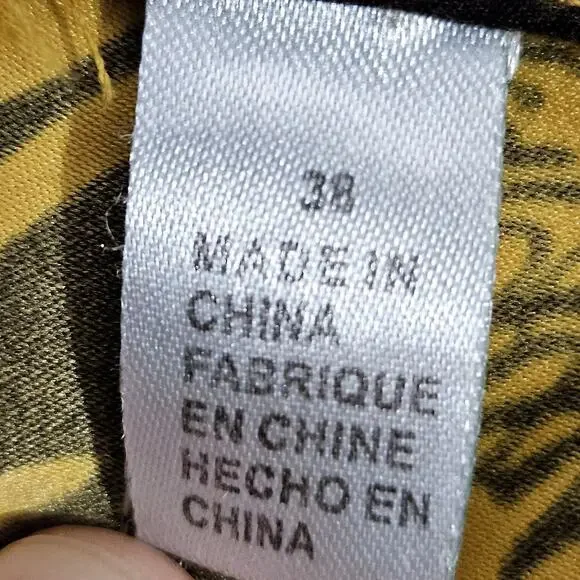 38
MADE IN
CHINA
FABRIQUE
EN CHINE
HECHO EN
CHINA